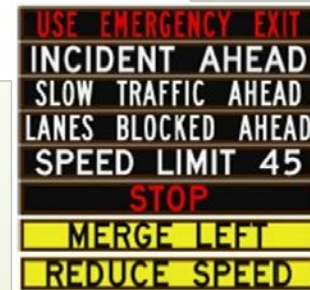 USE EMERGENCY EXIT
INCIDENT AHEAD
SLOW TRAFFIC AHEAD
LANES BLOCKED AHEAD
SPEED LIMIT 45
STOP
MERGE LEFT
REDUCE SPEED